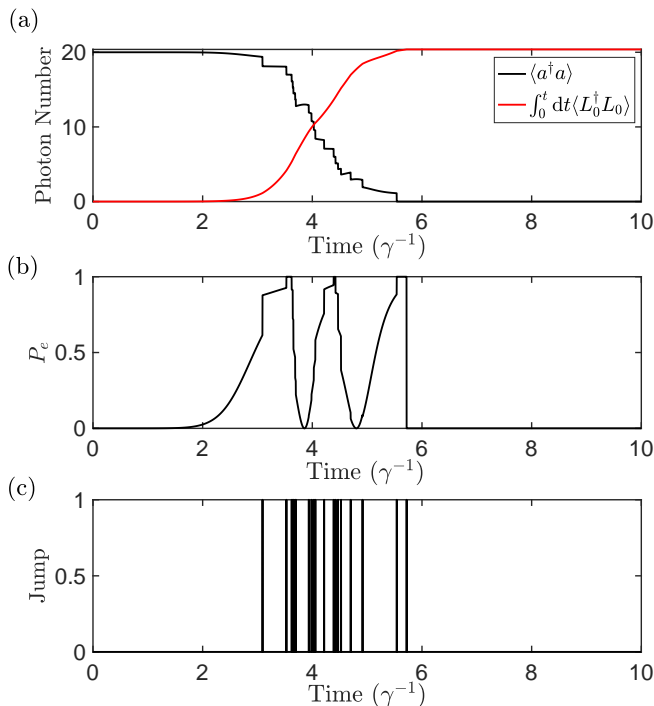 (a)
20
10
0
Photon Number
⟨a†a⟩
∫₀ᵗ dt⟨L₀†L₀⟩
0 2 4 6 8 10
Time (γ⁻¹)
(b)
1
0.5
0
Pₑ
0 2 4 6 8 10
Time (γ⁻¹)
(c)
1
0.5
0
Jump
0 2 4 6 8 10
Time (γ⁻¹)